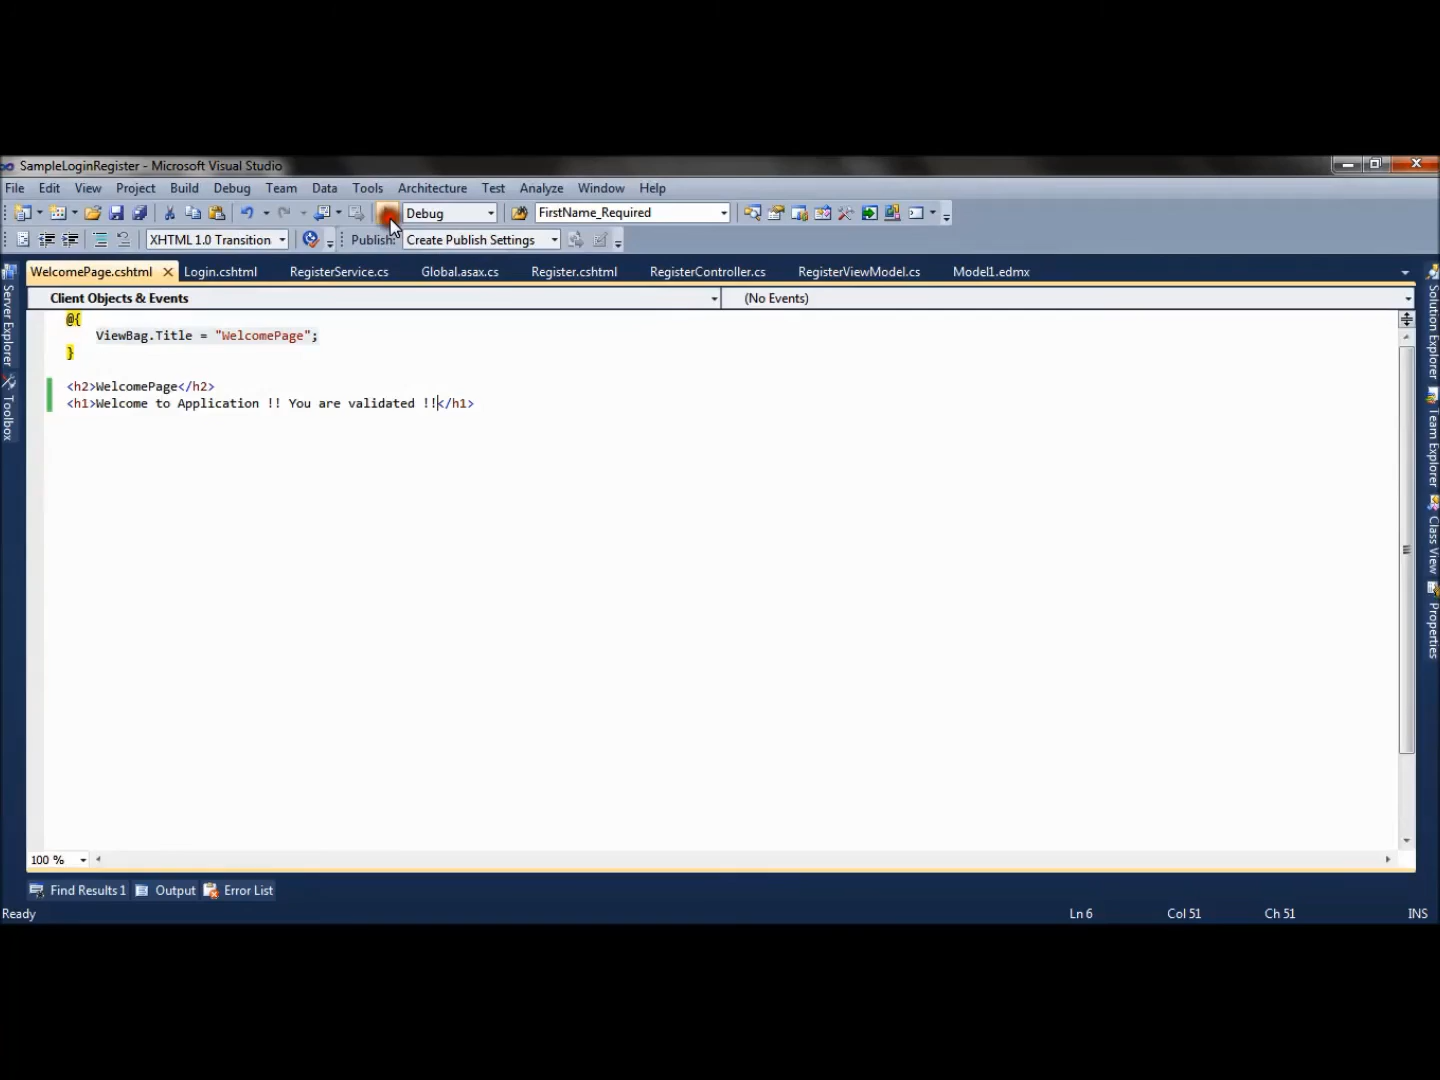 SampleLoginRegister - Microsoft Visual Studio
File Edit View Project Build Debug Team Data Tools Architecture Test Analyze Window Help
Debug FirstName_Required
XHTML 1.0 Transition Publish: Create Publish Settings
WelcomePage.cshtml Login.cshtml RegisterService.cs Global.asax.cs Register.cshtml RegisterController.cs RegisterViewModel.cs Model1.edmx
Client Objects & Events (No Events)
@{
ViewBag.Title = "WelcomePage";
}
<h2>WelcomePage</h2>
<h1>Welcome to Application !! You are validated !!</h1>
Server Explorer
Toolbox
Solution Explorer
Team Explorer
Class View
Properties
100 %
Find Results 1 Output Error List
Ready Ln 6 Col 51 Ch 51 INS